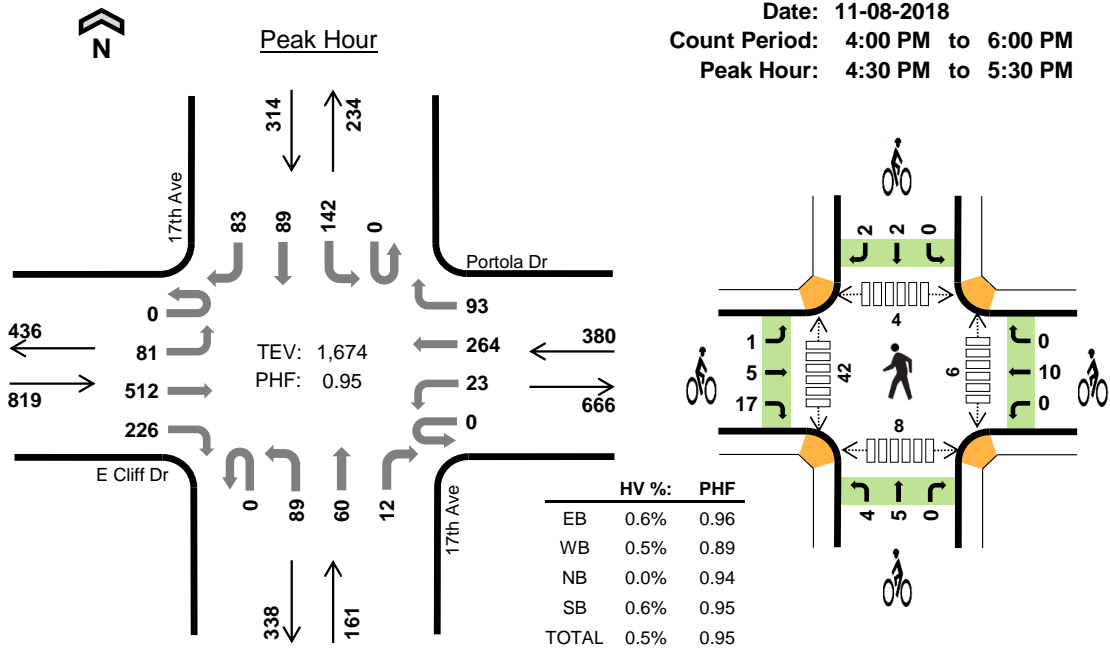 Date: 11-08-2018
Count Period: 4:00 PM to 6:00 PM
Peak Hour: 4:30 PM to 5:30 PM
N
Peak Hour
314
234
17th Ave
83
89
142
0
Portola Dr
0
81
512
226
436
819
TEV: 1,674
PHF: 0.95
93
264
23
0
380
666
E Cliff Dr
0
89
60
12
17th Ave
338
161
2
2
0
4
1
5
17
42
6
0
10
0
8
4
5
0
HV %: PHF
EB 0.6% 0.96
WB 0.5% 0.89
NB 0.0% 0.94
SB 0.6% 0.95
TOTAL 0.5% 0.95